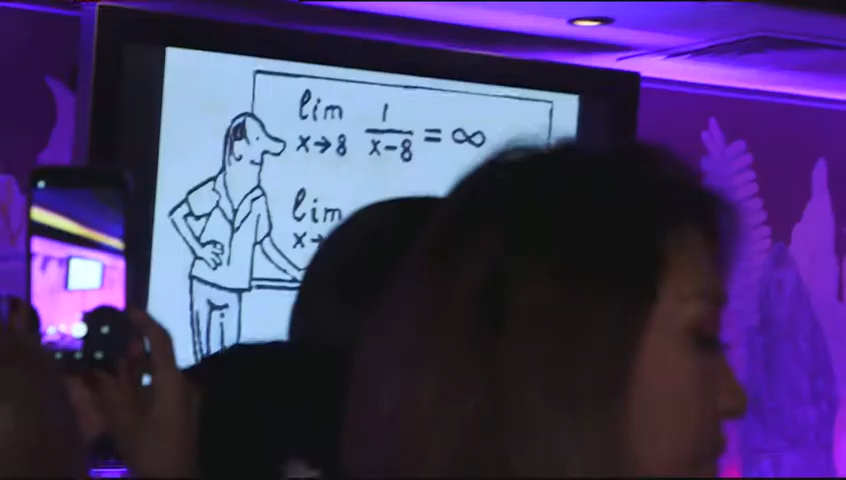 lim 1
x→8 x-8 = ∞
lim
x→